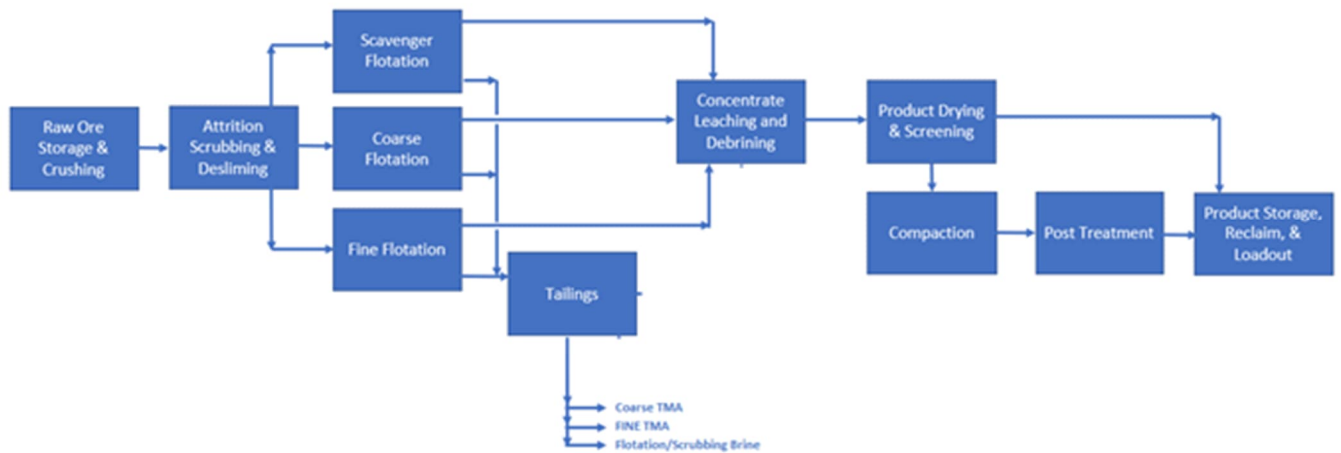 Scavenger
Flotation
Raw Ore
Storage &
Crushing
Attrition
Scrubbing &
Desliming
Coarse
Flotation
Fine Flotation
Concentrate
Leaching and
Debrining
Product Drying
& Screening
Compaction
Post Treatment
Product Storage,
Reclaim, &
Loadout
Tailings
Coarse TMA
FINE TMA
Flotation/Scrubbing Brine